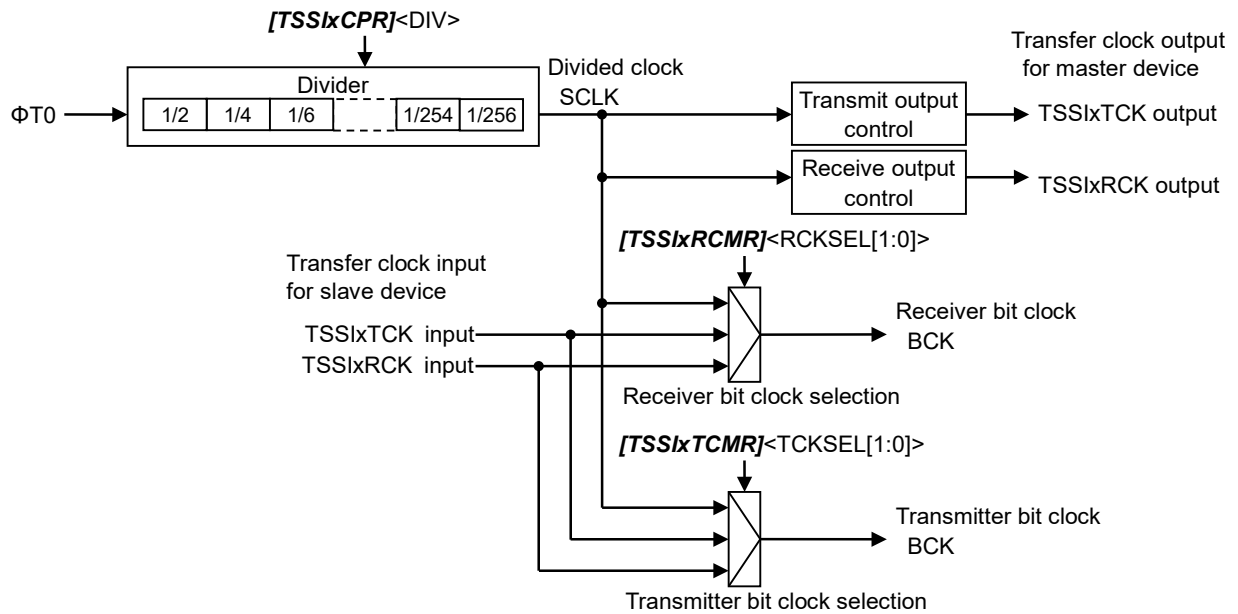 [TSSIxCPR]<DIV>
Transfer clock output
for master device
Divider
Divided clock
SCLK
ΦT0
1/2 1/4 1/6 1/254 1/256
Transmit output
control
TSSIxTCK output
Receive output
control
TSSIxRCK output
[TSSIxRCMR]<RCKSEL[1:0]>
Transfer clock input
for slave device
Receiver bit clock
BCK
TSSIxTCK input
TSSIxRCK input
Receiver bit clock selection
[TSSIxTCMR]<TCKSEL[1:0]>
Transmitter bit clock
BCK
Transmitter bit clock selection